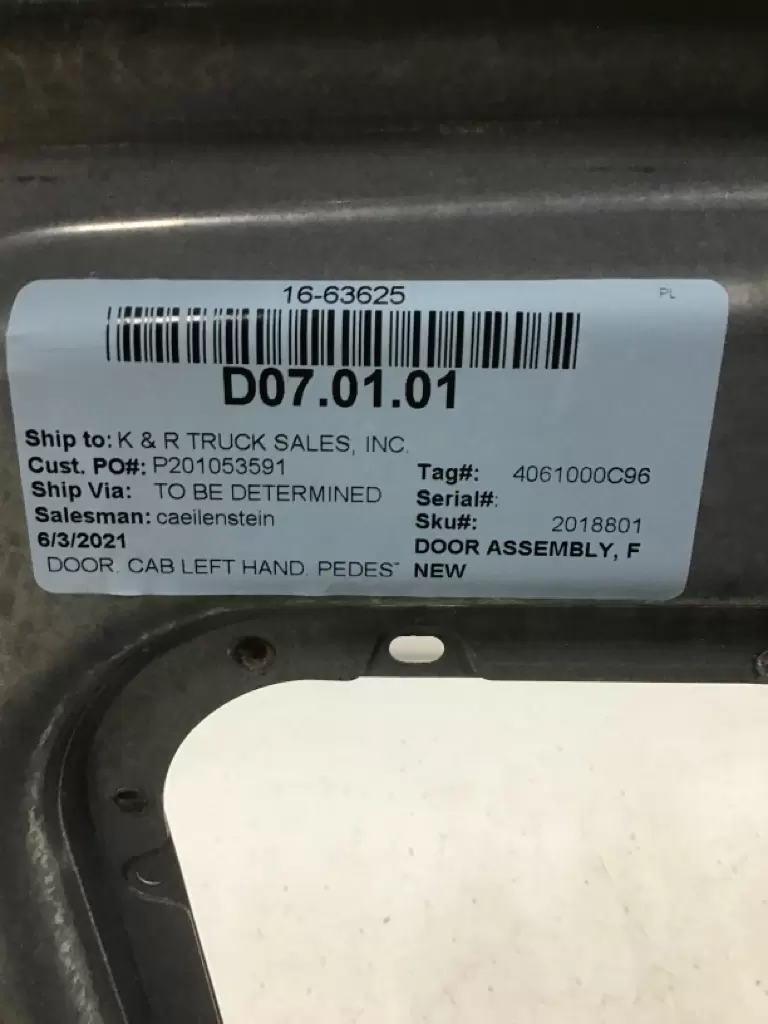 16-63625
PL
D07.01.01
Ship to: K & R TRUCK SALES, INC.
Cust. PO#: P201053591
Ship Via: TO BE DETERMINED
Salesman: caeilenstein
6/3/2021
DOOR. CAB LEFT HAND. PEDES
Tag#: 4061000C96
Serial#:
Sku#: 2018801
DOOR ASSEMBLY, F
NEW